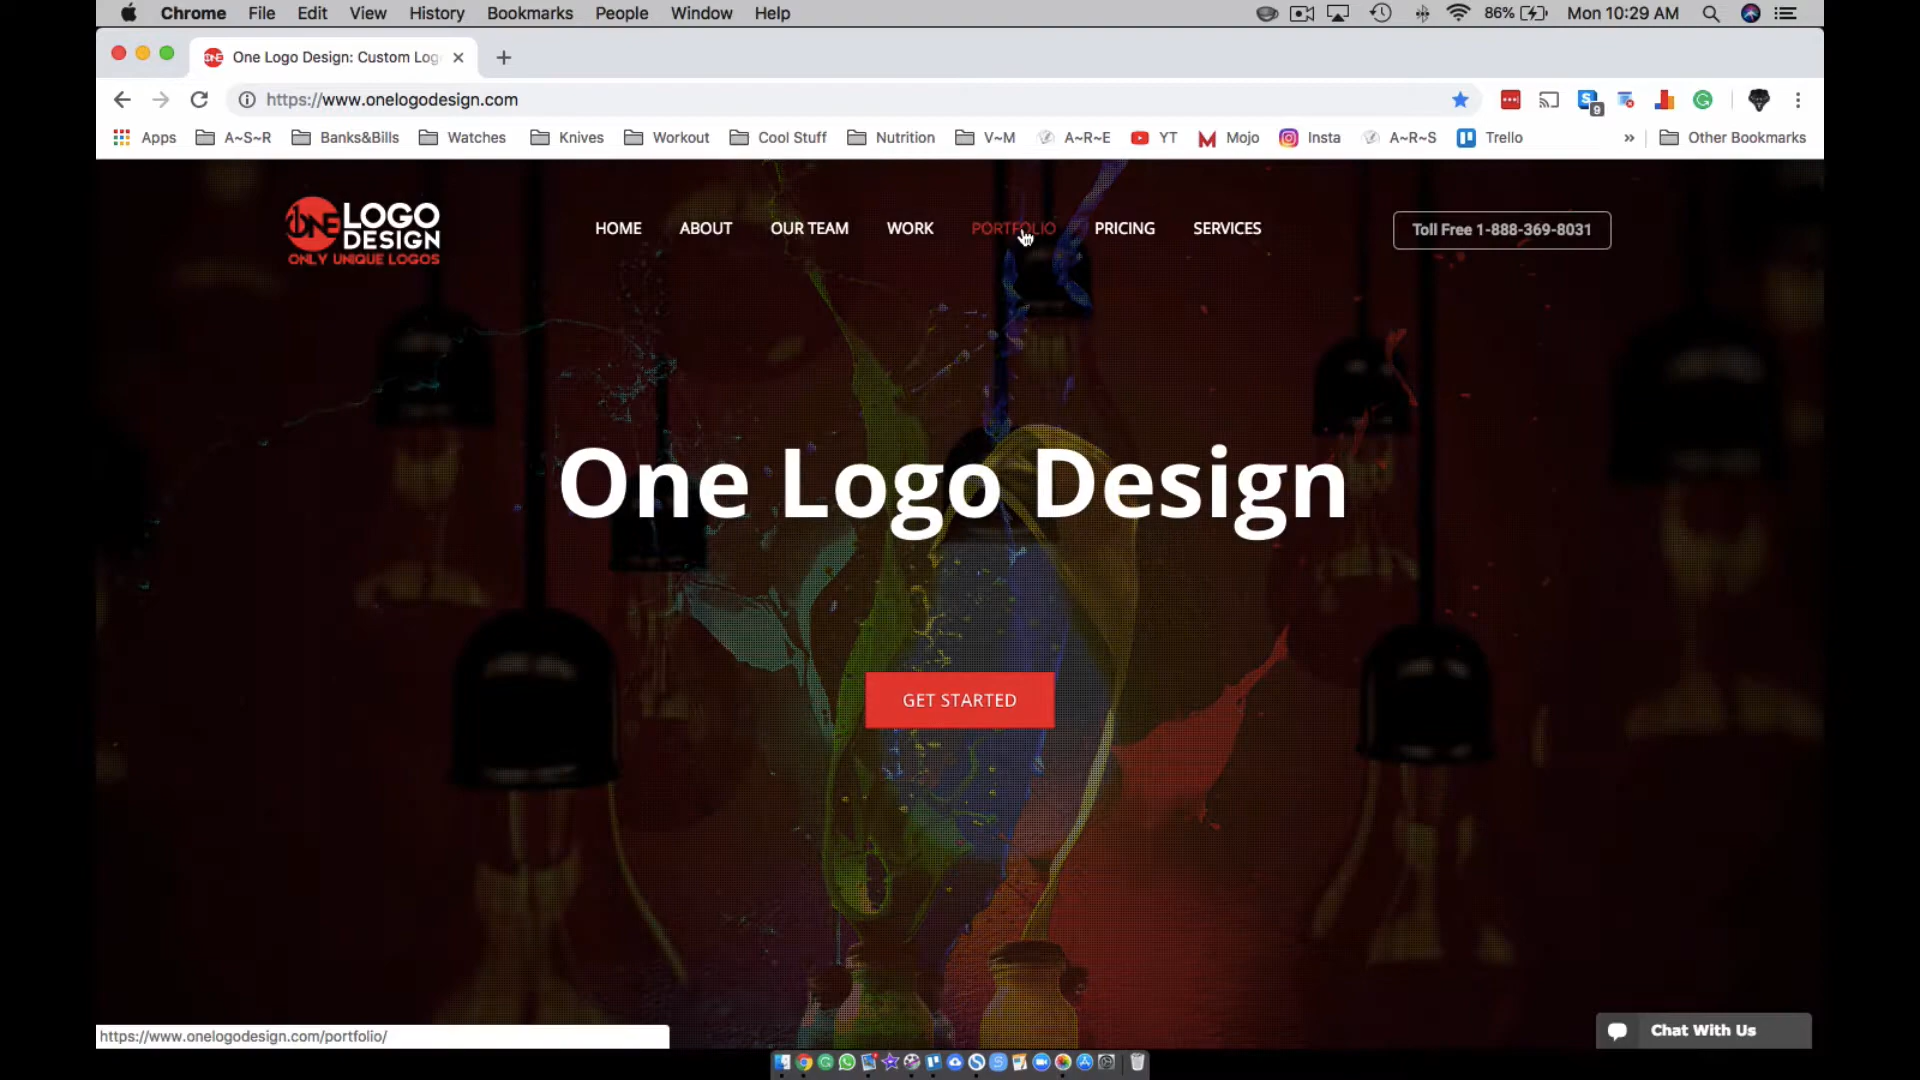 Chrome File Edit View History Bookmarks People Window Help 86% Mon 10:29 AM
ONE One Logo Design: Custom Log
https://www.onelogodesign.com 9
Apps A~S~R Banks&Bills Watches Knives Workout Cool Stuff Nutrition V~M A~R~E YT Mojo Insta A~R~S Trello » Other Bookmarks
ONE LOGO DESIGN
ONLY UNIQUE LOGOS
HOME ABOUT OUR TEAM WORK PORTFOLIO PRICING SERVICES
Toll Free 1-888-369-8031
One Logo Design
GET STARTED
https://www.onelogodesign.com/portfolio/
Chat With Us